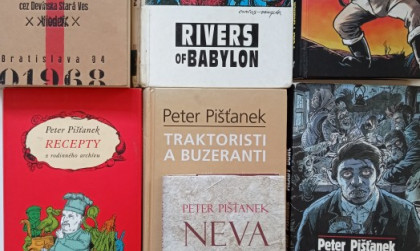 cez Devínska Stará Ves
Bratislava 04
01968
RIVERS
OF BABYLON
Peter Pišťanek
RECEPTY
z rodinného archívu
Peter Pišťanek
TRAKTORISTI
A BUZERANTI
PETER PIŠŤANEK
NEVA
Peter Pišťanek